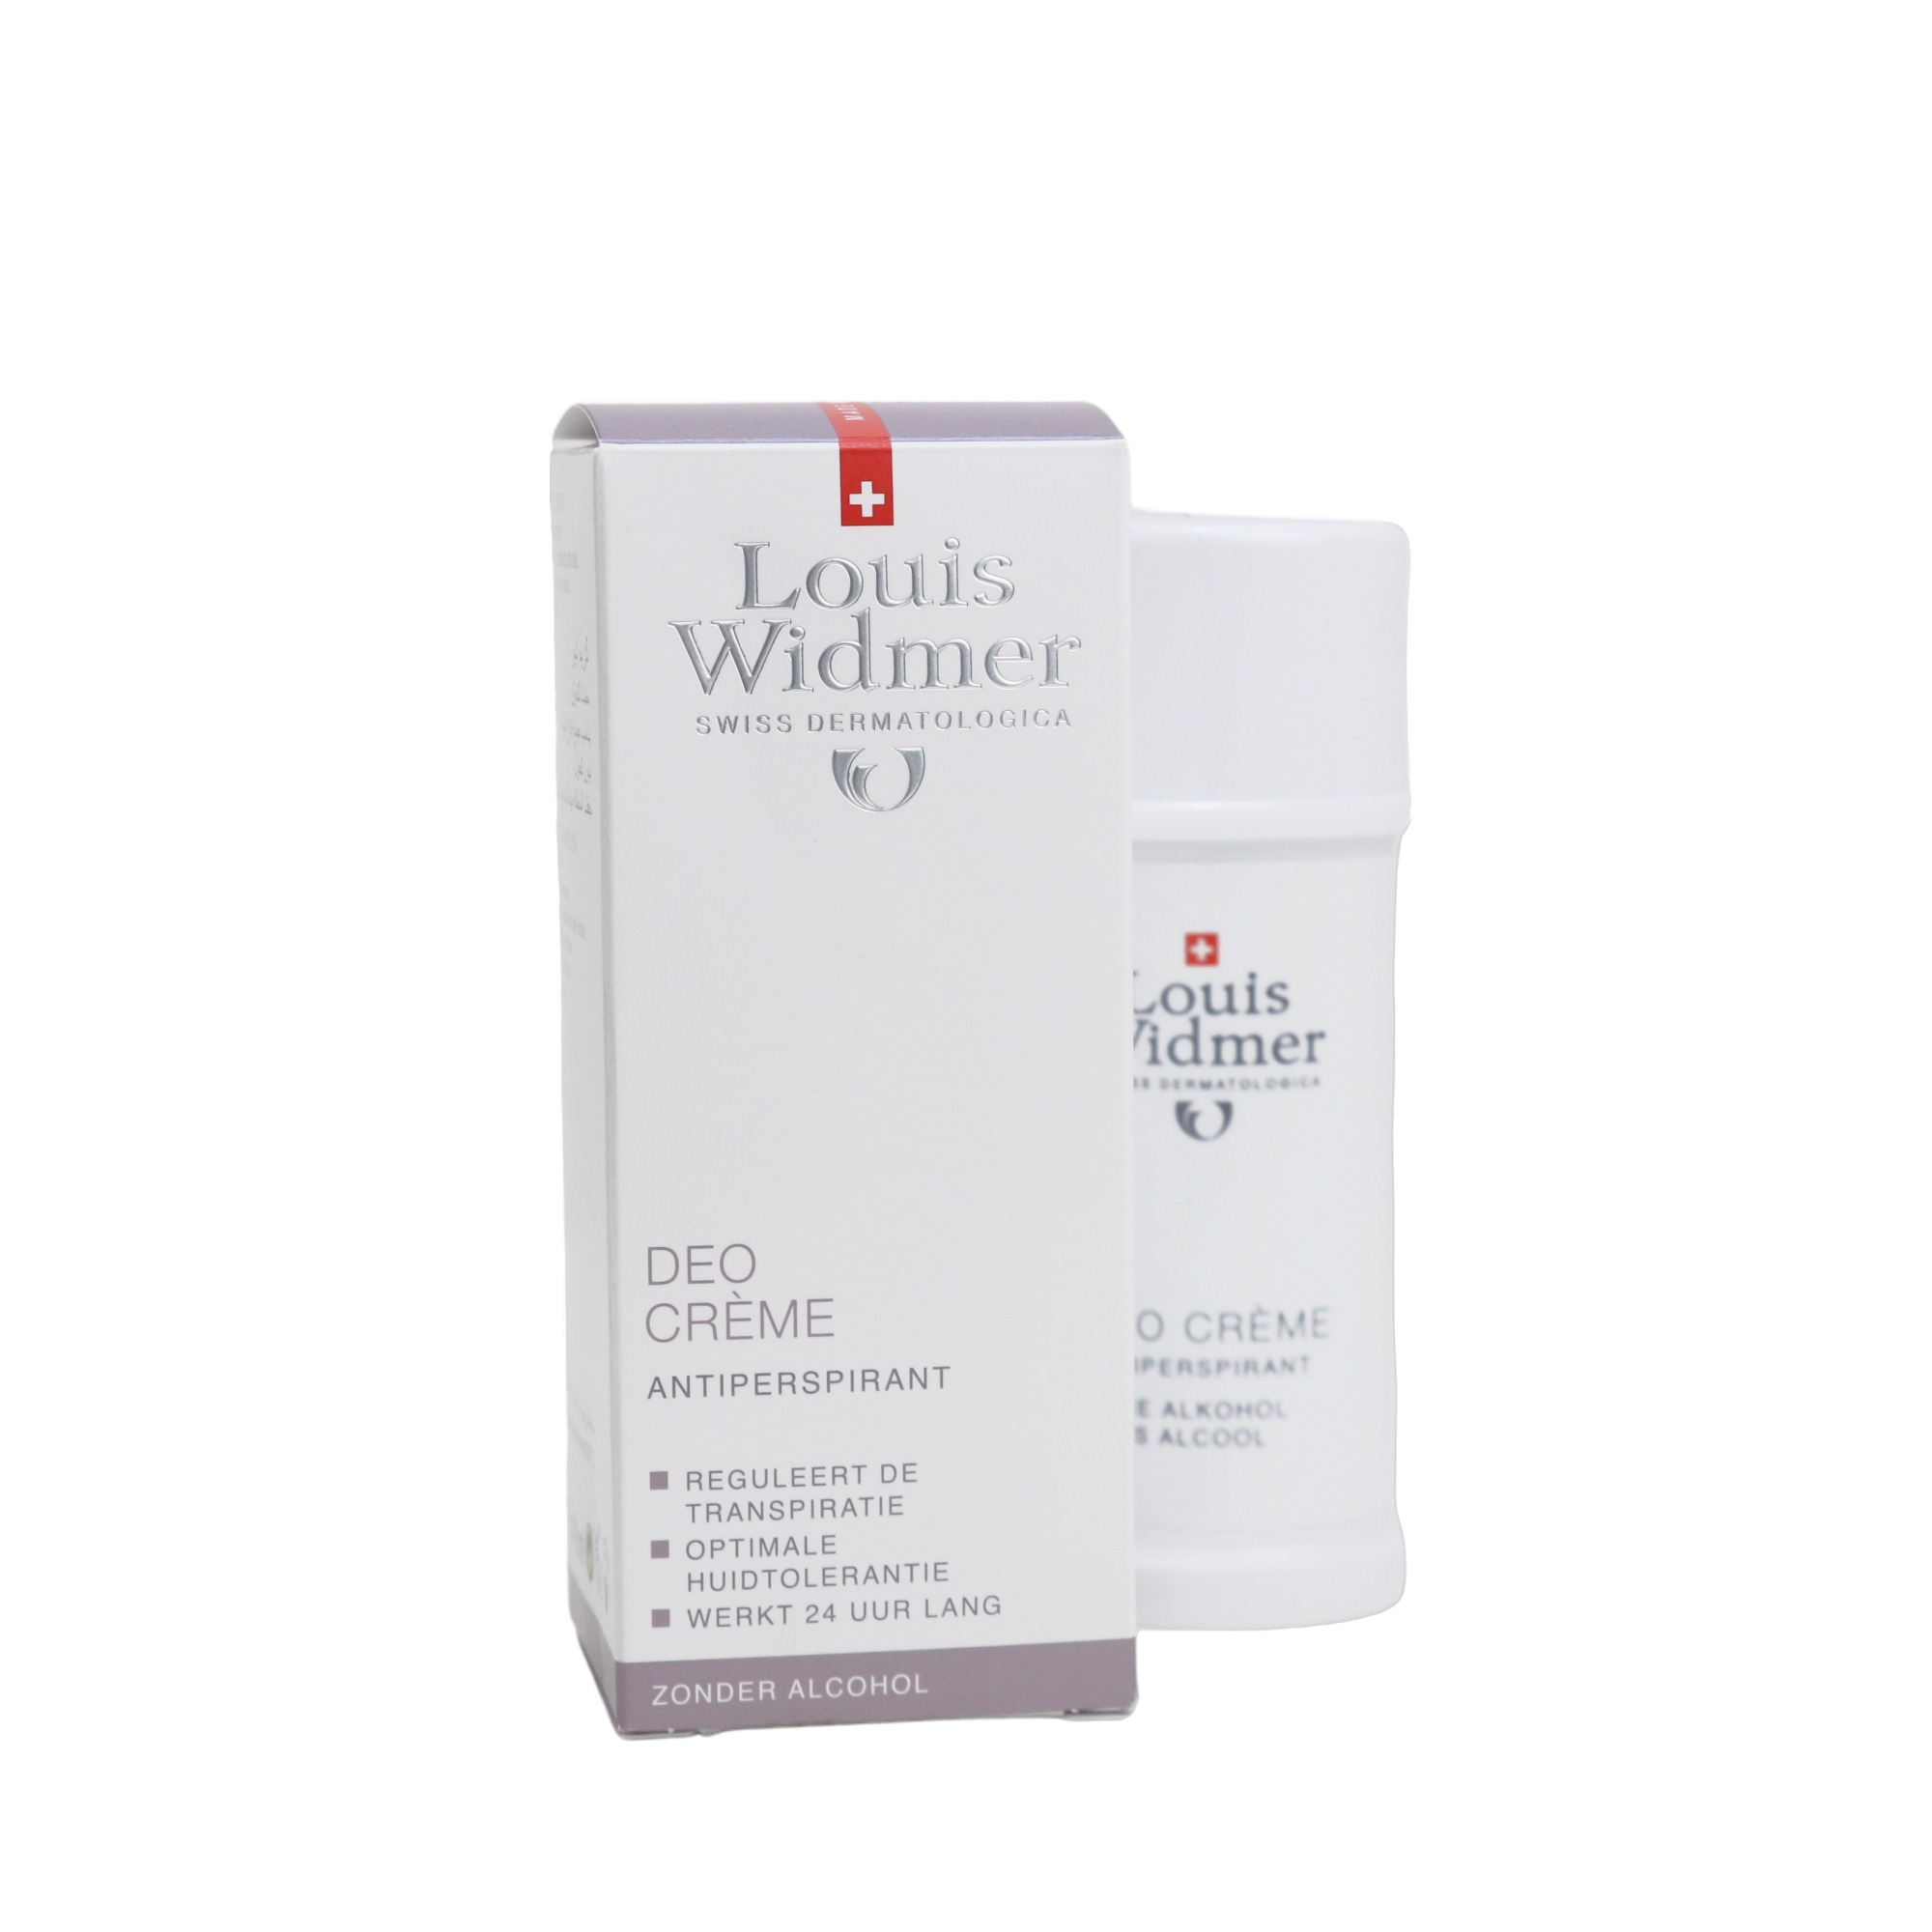 Louis
Widmer
SWISS DERMATOLOGICA
DEO
CRÈME
ANTIPERSPIRANT
REGULEERT DE
TRANSPIRATIE
OPTIMALE
HUIDTOLERANTIE
WERKT 24 UUR LANG
ZONDER ALCOHOL
Louis
Widmer
DERMATOLOGICA
CRÈME
ALKOHOL
ALCOOL